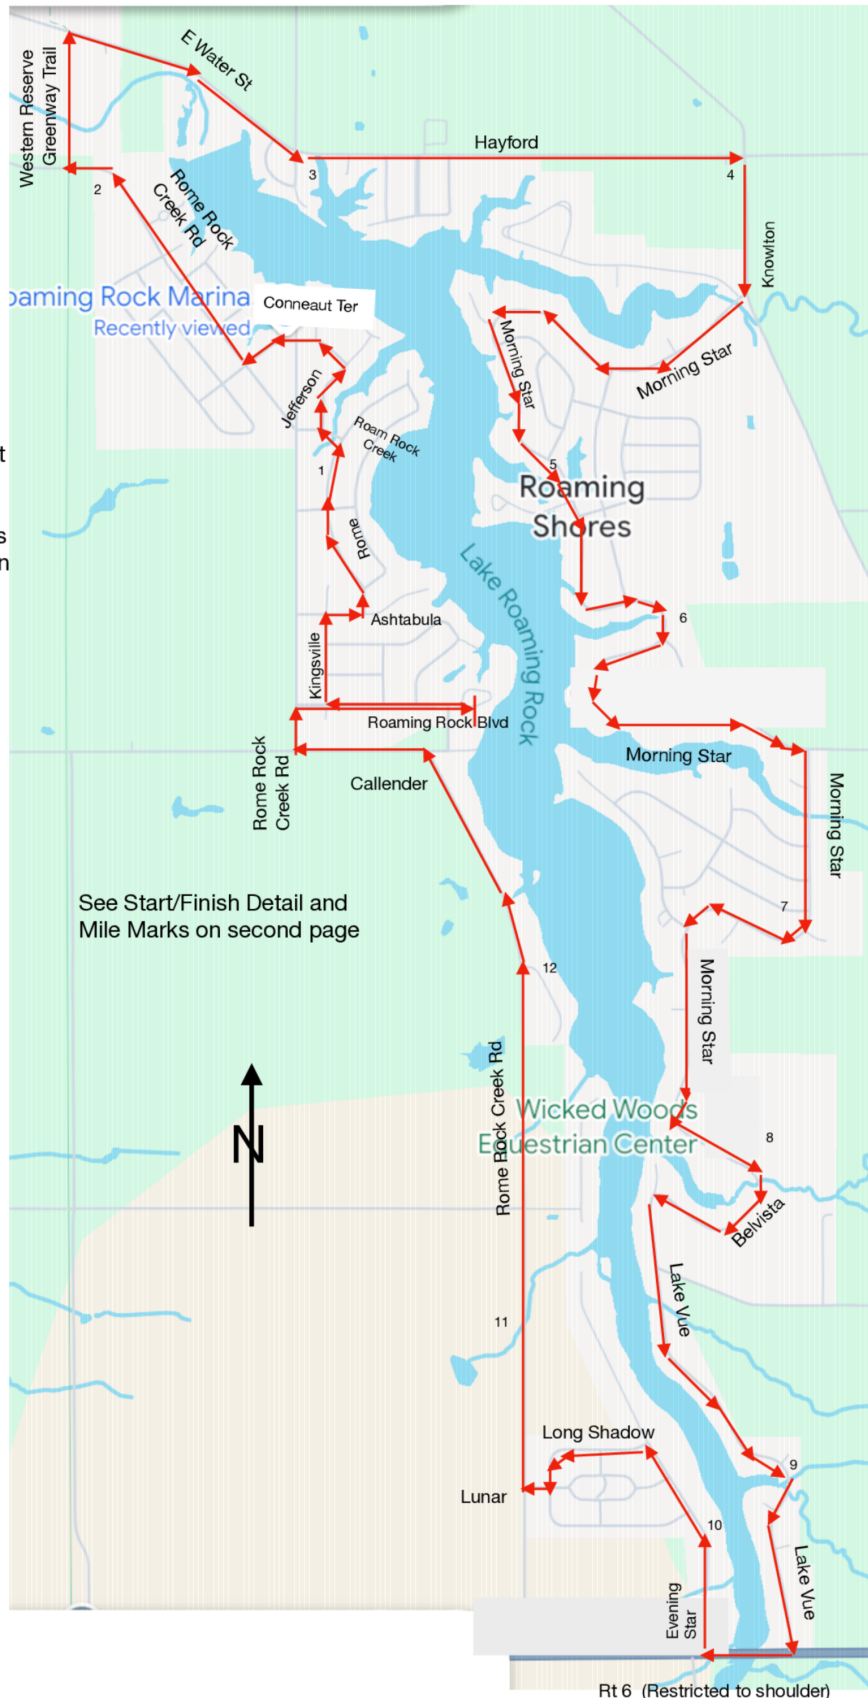 E Water St
Western Reserve
Greenway Trail
Hayford
3
4
2
Rome Rock
Creek Rd
Knowlton
oaming Rock Marina
Recently viewed
Conneaut Ter
Morning Star
Morning Star
Jefferson
Roam Rock
Creek
t
1
5
Roaming
Shores
s
n
Rome
Lake Roaming Rock
Ashtabula
6
Kingsville
Roaming Rock Blvd
Rome Rock
Creek Rd
Callender
Morning Star
Morning Star
See Start/Finish Detail and
Mile Marks on second page
7
12
Morning Star
N
Rome Rock Creek Rd
Wicked Woods
Equestrian Center
8
Belvista
Lake Vue
11
Long Shadow
9
Lunar
10
Lake Vue
Evening
Star
Rt 6 (Restricted to shoulder)